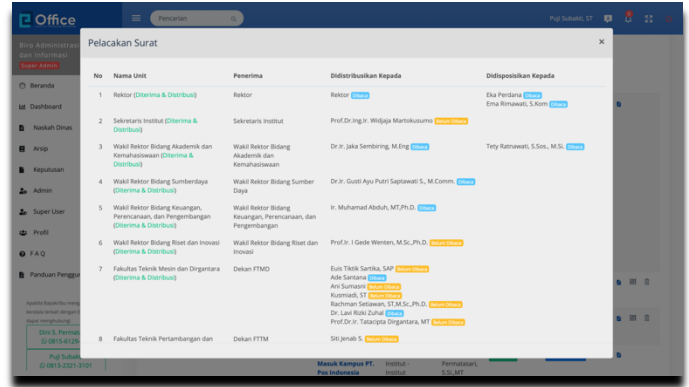 Office
Pencarian
Puji Subakti, ST
Biro Administrasi
dan Informasi
Super Admin
Beranda
Dashboard
Naskah Dinas
Arsip
Keputusan
Admin
Super User
Profil
F A Q
Panduan Penggun
Dini S, Permat
0815-6129-
Puji Subak
0815-2321-3101
Pelacakan Surat
×
No Nama Unit Penerima Didistribusikan Kepada Didisposisikan Kepada
1 Rektor (Diterima & Distribusi) Rektor Rektor Dibaca Eka Perdana Dibaca
Ema Rimawati, S.Kom Dibaca
2 Sekretaris Institut (Diterima & Sekretaris Institut Prof.Dr.Ing.Ir. Widjaja Martokusumo Belum Dibaca
Distribusi)
3 Wakil Rektor Bidang Akademik dan Wakil Rektor Bidang Dr.Ir. Jaka Sembiring, M.Eng Dibaca Tety Ratnawati, S.Sos., M.Si. Dibaca
Kemahasiswaan (Diterima & Akademik dan
Distribusi) Kemahasiswaan
4 Wakil Rektor Bidang Sumberdaya Wakil Rektor Bidang Sumber Dr.Ir. Gusti Ayu Putri Saptawati S., M.Comm. Dibaca
(Diterima & Distribusi) Daya
5 Wakil Rektor Bidang Keuangan, Wakil Rektor Bidang Ir. Muhamad Abduh, MT,Ph.D. Dibaca
Perencanaan, dan Pengembangan Keuangan, Perencanaan, dan
(Diterima & Distribusi) Pengembangan
6 Wakil Rektor Bidang Riset dan Inovasi Wakil Rektor Bidang Riset dan Prof.Ir. I Gede Wenten, M.Sc.,Ph.D. Belum Dibaca
(Diterima & Distribusi) Inovasi
7 Fakultas Teknik Mesin dan Dirgantara Dekan FTMD Euis Tiktik Sartika, SAP Belum Dibaca
(Diterima & Distribusi) Ade Santana Dibaca
Ani Sumasni Belum Dibaca
Kusmiadi, ST Belum Dibaca
Rachman Setiawan, ST,M.Sc.,Ph.D. Belum Dibaca
Dr. Lavi Rizki Zuhal Dibaca
Prof.Dr.Ir. Tatacipta Dirgantara, MT Belum Dibaca
8 Fakultas Teknik Pertambangan dan Dekan FTTM Siti Jenab S. Belum Dibaca
Masuk Kampus PT. Institut - Permatasari,
Pos Indonesia Institut S.Si.,MT